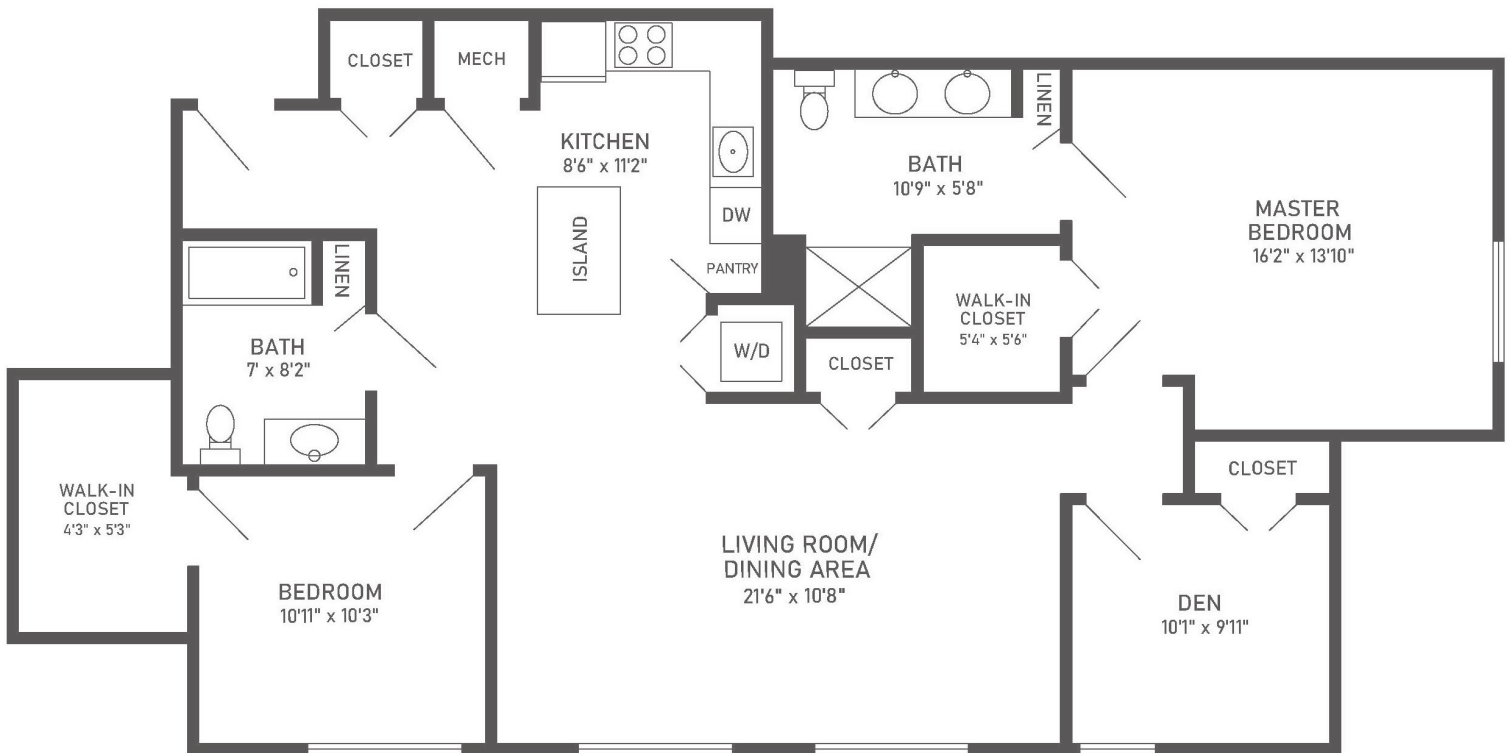 CLOSET
MECH
KITCHEN
8'6" x 11'2"
LINEN
BATH
10'9" x 5'8"
MASTER
BEDROOM
16'2" x 13'10"
DW
ISLAND
PANTRY
LINEN
WALK-IN
CLOSET
5'4" x 5'6"
BATH
7' x 8'2"
W/D
CLOSET
WALK-IN
CLOSET
4'3" x 5'3"
CLOSET
LIVING ROOM/
DINING AREA
21'6" x 10'8"
BEDROOM
10'11" x 10'3"
DEN
10'1" x 9'11"